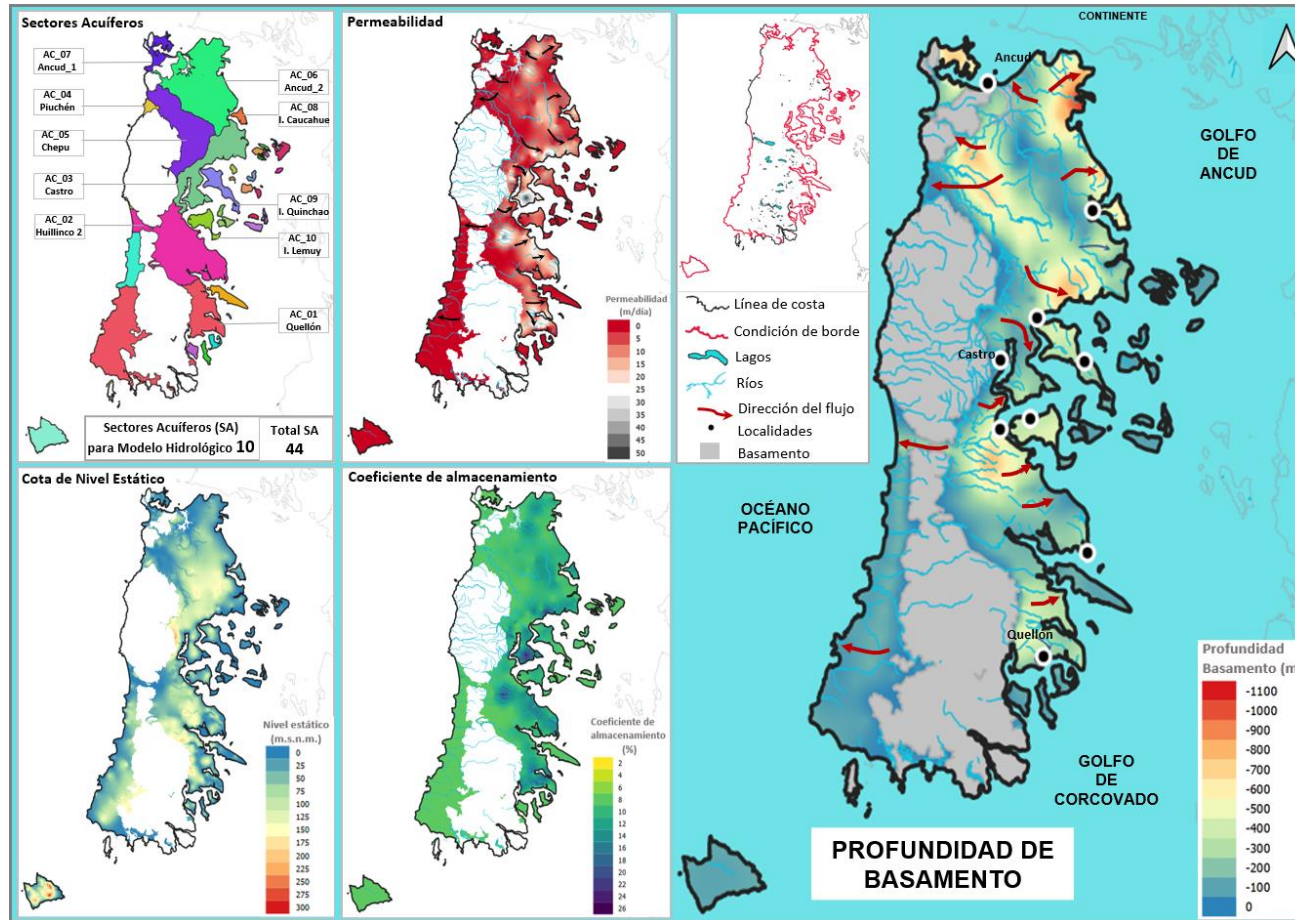 Sectores Acuíferos
AC_07
Ancud_1
AC_04
Piuchén
AC_05
Chepu
AC_03
Castro
AC_02
Huillinco 2
AC_06
Ancud_2
AC_08
I. Caucahue
AC_09
I. Quinchao
AC_10
I. Lemuy
AC_01
Quellón
Sectores Acuíferos (SA)
para Modelo Hidrológico 10
Total SA
44
Permeabilidad
Permeabilidad
(m/día)
0
5
10
15
20
25
30
35
40
45
50
Línea de costa
Condición de borde
Lagos
Ríos
Dirección del flujo
Localidades
Basamento
Cota de Nivel Estático
Nivel estático
(m.s.n.m.)
0
25
50
75
100
125
150
175
200
225
250
275
300
Coeficiente de almacenamiento
Coeficiente de
almacenamiento
(%)
2
4
6
8
10
12
14
16
18
20
22
24
26
CONTINENTE
Ancud
GOLFO
DE
ANCUD
Castro
OCÉANO
PACÍFICO
Quellón
GOLFO
DE
CORCOVADO
PROFUNDIDAD DE
BASAMENTO
Profundidad
Basamento (m
-1100
-1000
-900
-800
-700
-600
-500
-400
-300
-200
-100
0